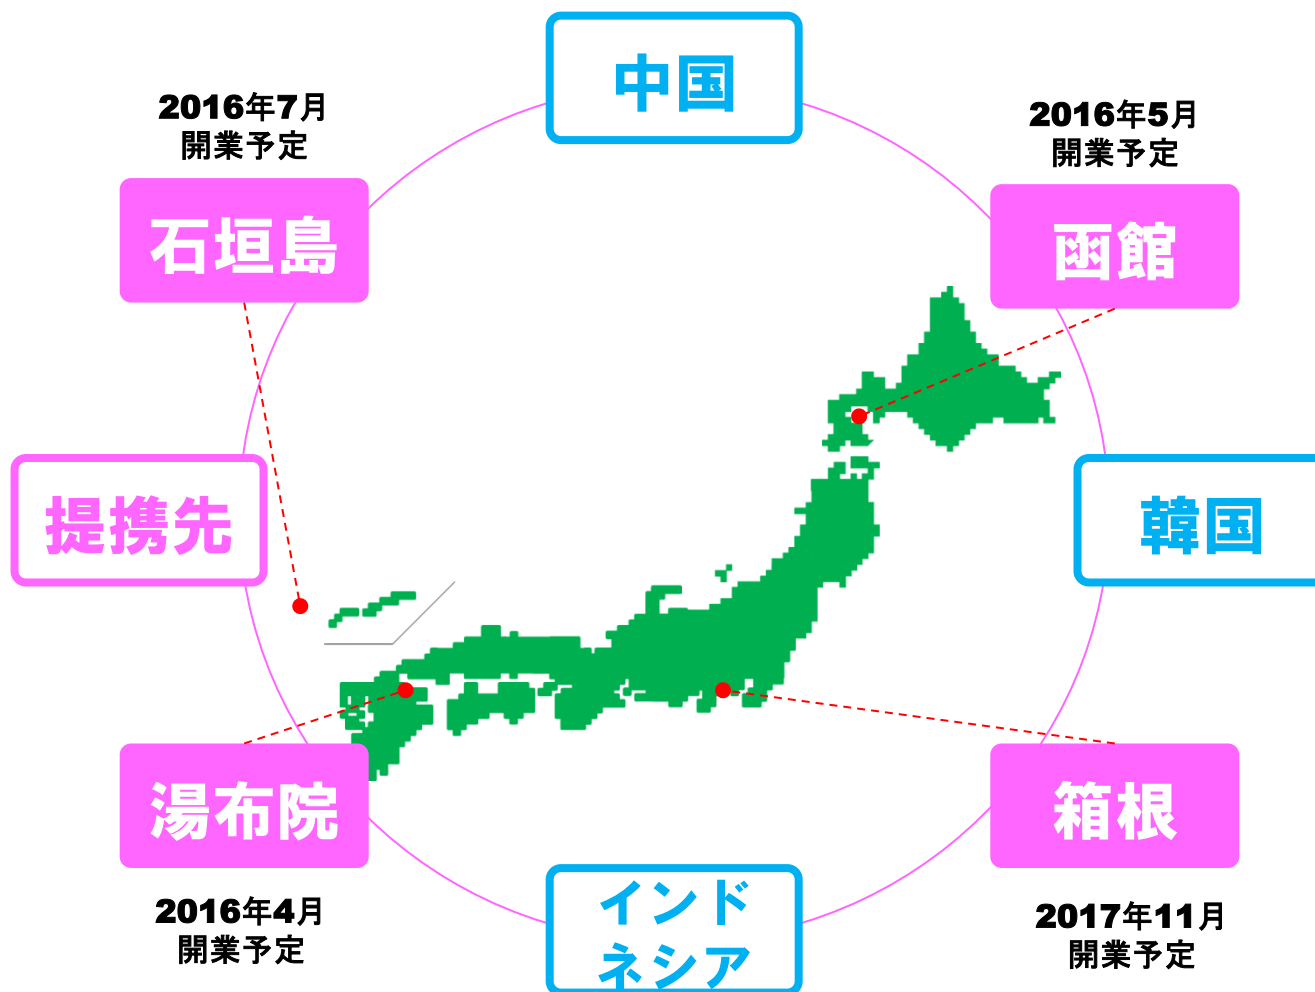 中国
2016年7月
開業予定
石垣島
2016年5月
開業予定
函館
提携先
韓国
湯布院
2016年4月
開業予定
箱根
2017年11月
開業予定
インド
ネシア